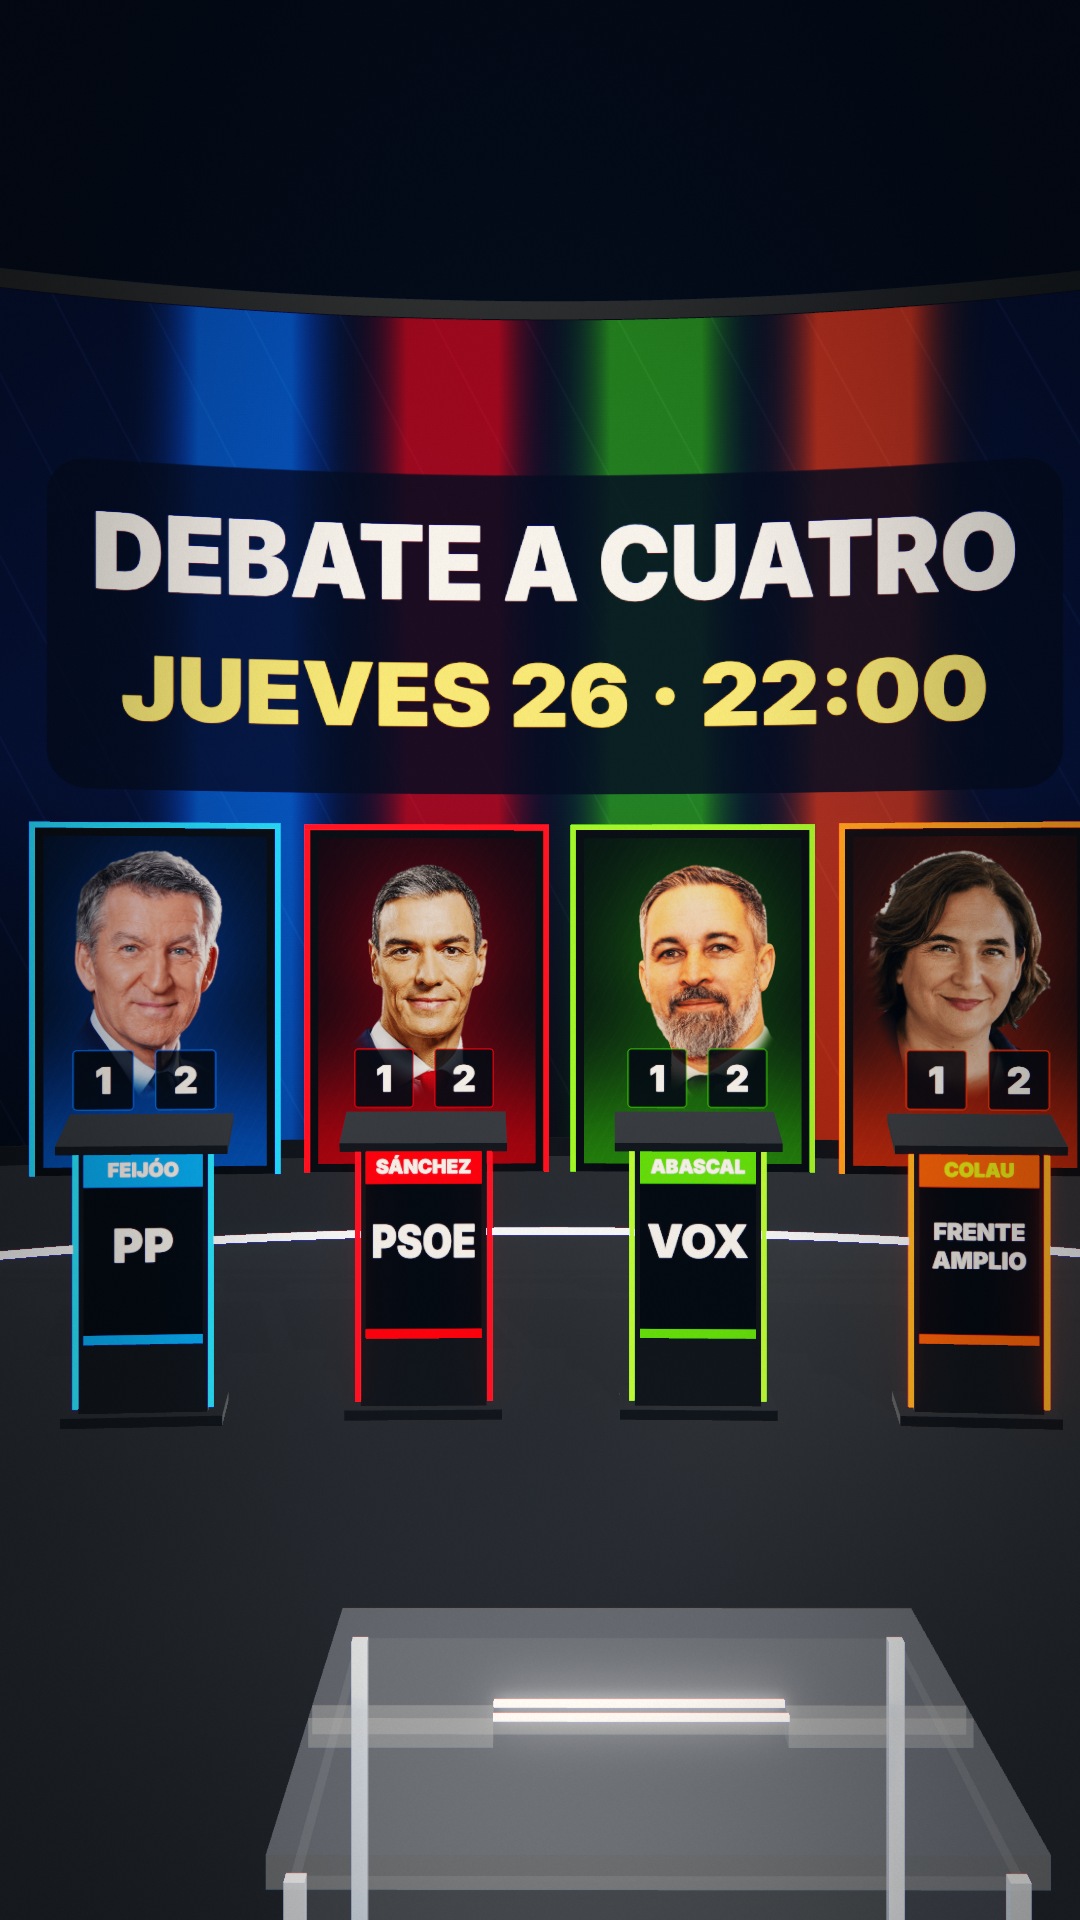 DEBATE A CUATRO
JUEVES 26 · 22:00
1 2
1 2
1 2
1 2
FEIJÓO
SÁNCHEZ
ABASCAL
COLAU
PP
PSOE
VOX
FRENTE
AMPLIO